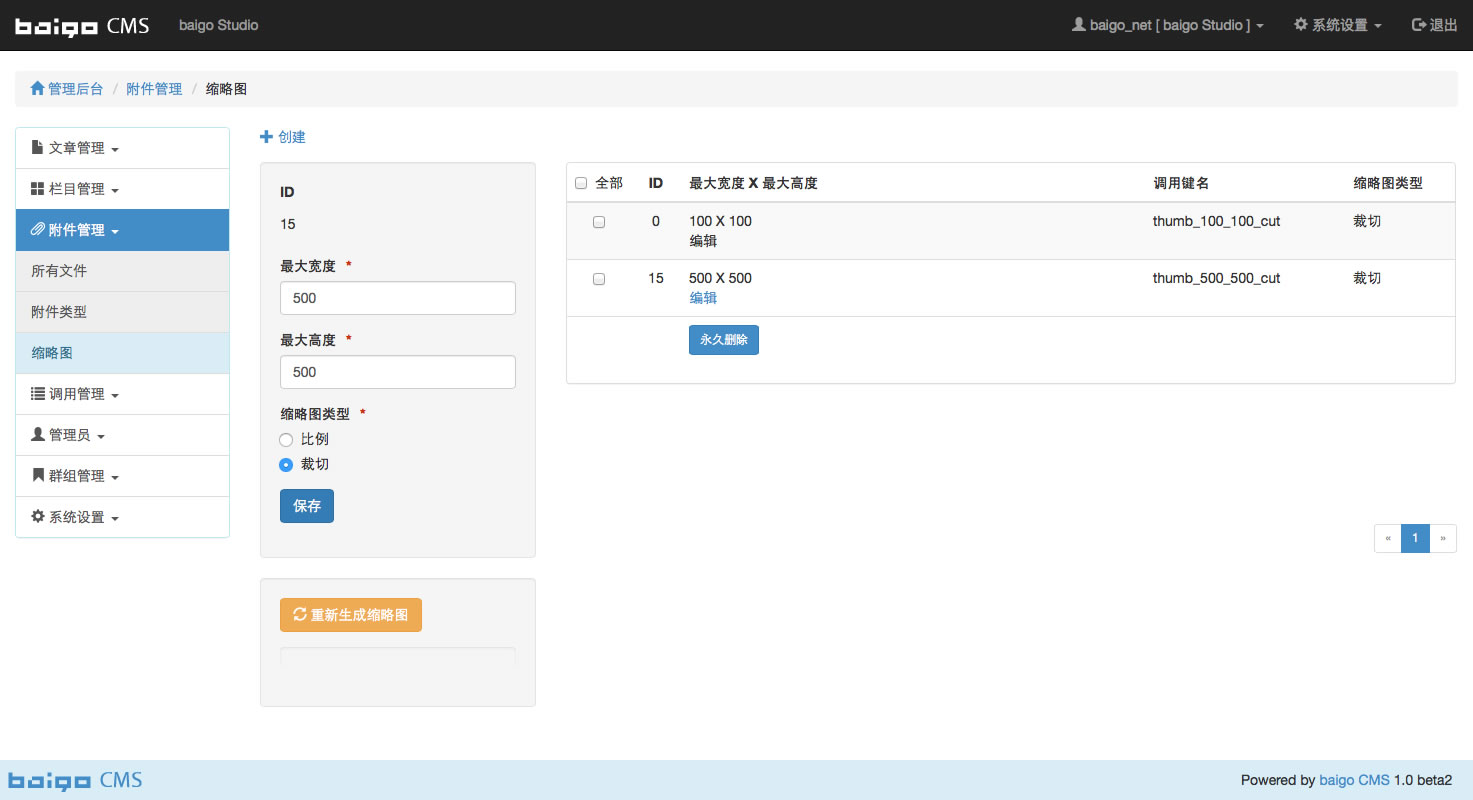 baigo CMS baigo Studio baigo_net [ baigo Studio ] 系统设置 退出
管理后台 / 附件管理 / 缩略图
文章管理
栏目管理
附件管理
所有文件
附件类型
缩略图
调用管理
管理员
群组管理
系统设置
创建
ID
15
最大宽度 *
500
最大高度 *
500
缩略图类型 *
比例
裁切
保存
重新生成缩略图
全部 ID 最大宽度 X 最大高度 调用键名 缩略图类型
0 100 X 100 thumb_100_100_cut 裁切
编辑
15 500 X 500 thumb_500_500_cut 裁切
编辑
永久删除
« 1 »
baigo CMS Powered by baigo CMS 1.0 beta2